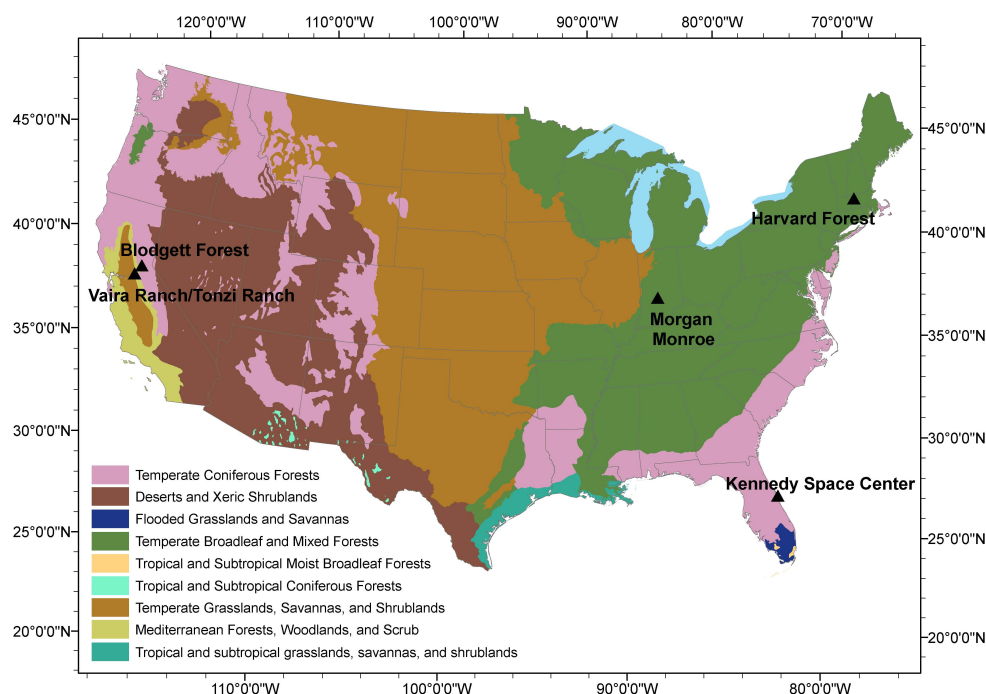 120°0'0"W 110°0'0"W 100°0'0"W 90°0'0"W 80°0'0"W 70°0'0"W
45°0'0"N 45°0'0"N
Harvard Forest
40°0'0"N 40°0'0"N
Blodgett Forest
Vaira Ranch/Tonzi Ranch
Morgan
Monroe
35°0'0"N 35°0'0"N
30°0'0"N 30°0'0"N
Kennedy Space Center
Temperate Coniferous Forests
Deserts and Xeric Shrublands
Flooded Grasslands and Savannas
25°0'0"N 25°0'0"N
Temperate Broadleaf and Mixed Forests
Tropical and Subtropical Moist Broadleaf Forests
Tropical and Subtropical Coniferous Forests
Temperate Grasslands, Savannas, and Shrublands
20°0'0"N 20°0'0"N
Mediterranean Forests, Woodlands, and Scrub
Tropical and subtropical grasslands, savannas, and shrublands
110°0'0"W 100°0'0"W 90°0'0"W 80°0'0"W